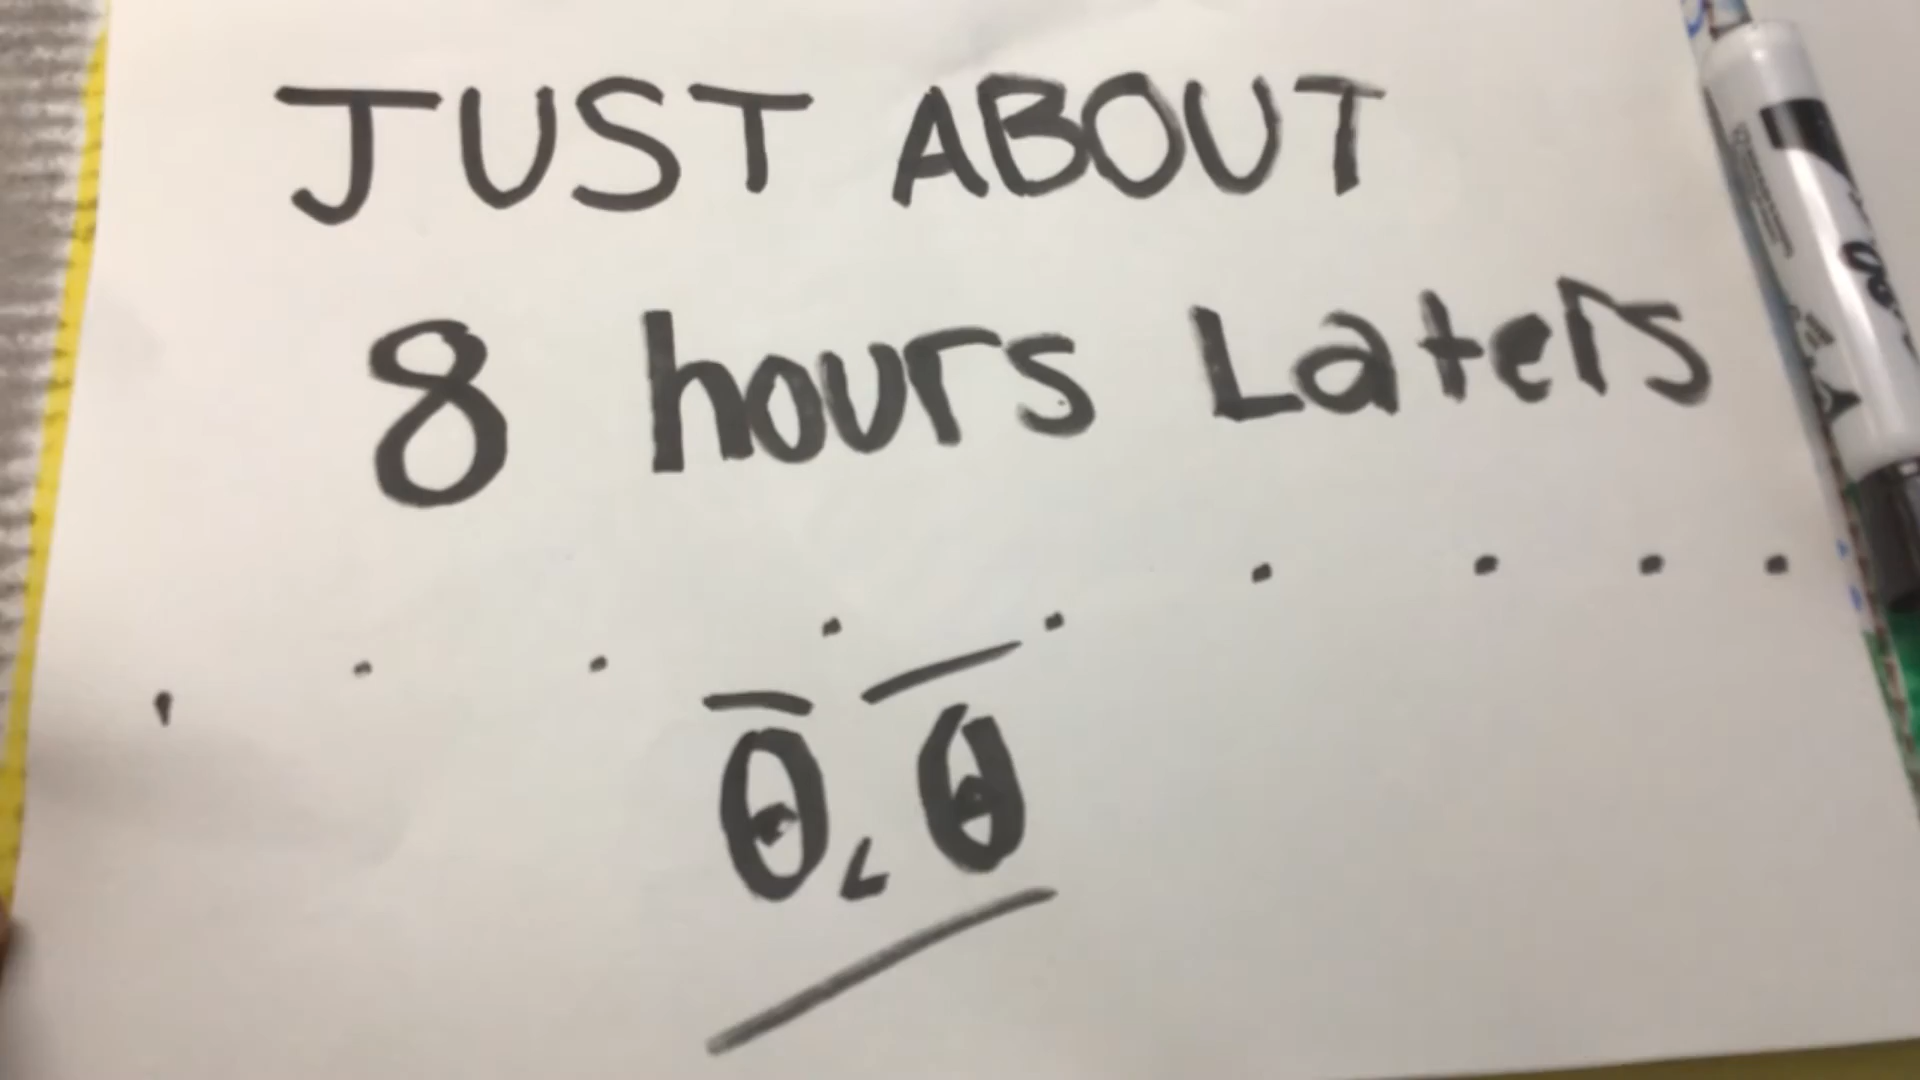 JUST ABOUT
8 hours Laters
. . . . . . . . .